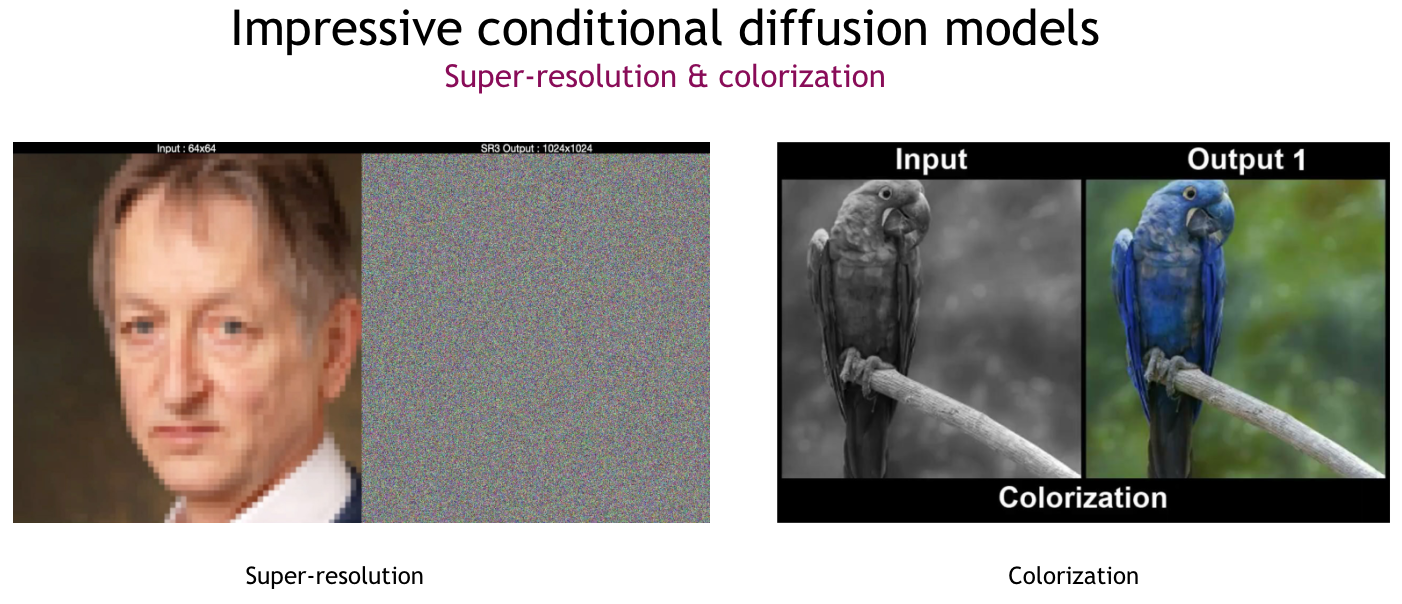 Impressive conditional diffusion models
Super-resolution & colorization
Input : 64x64
SR3 Output : 1024x1024
Input
Output 1
Colorization
Super-resolution
Colorization